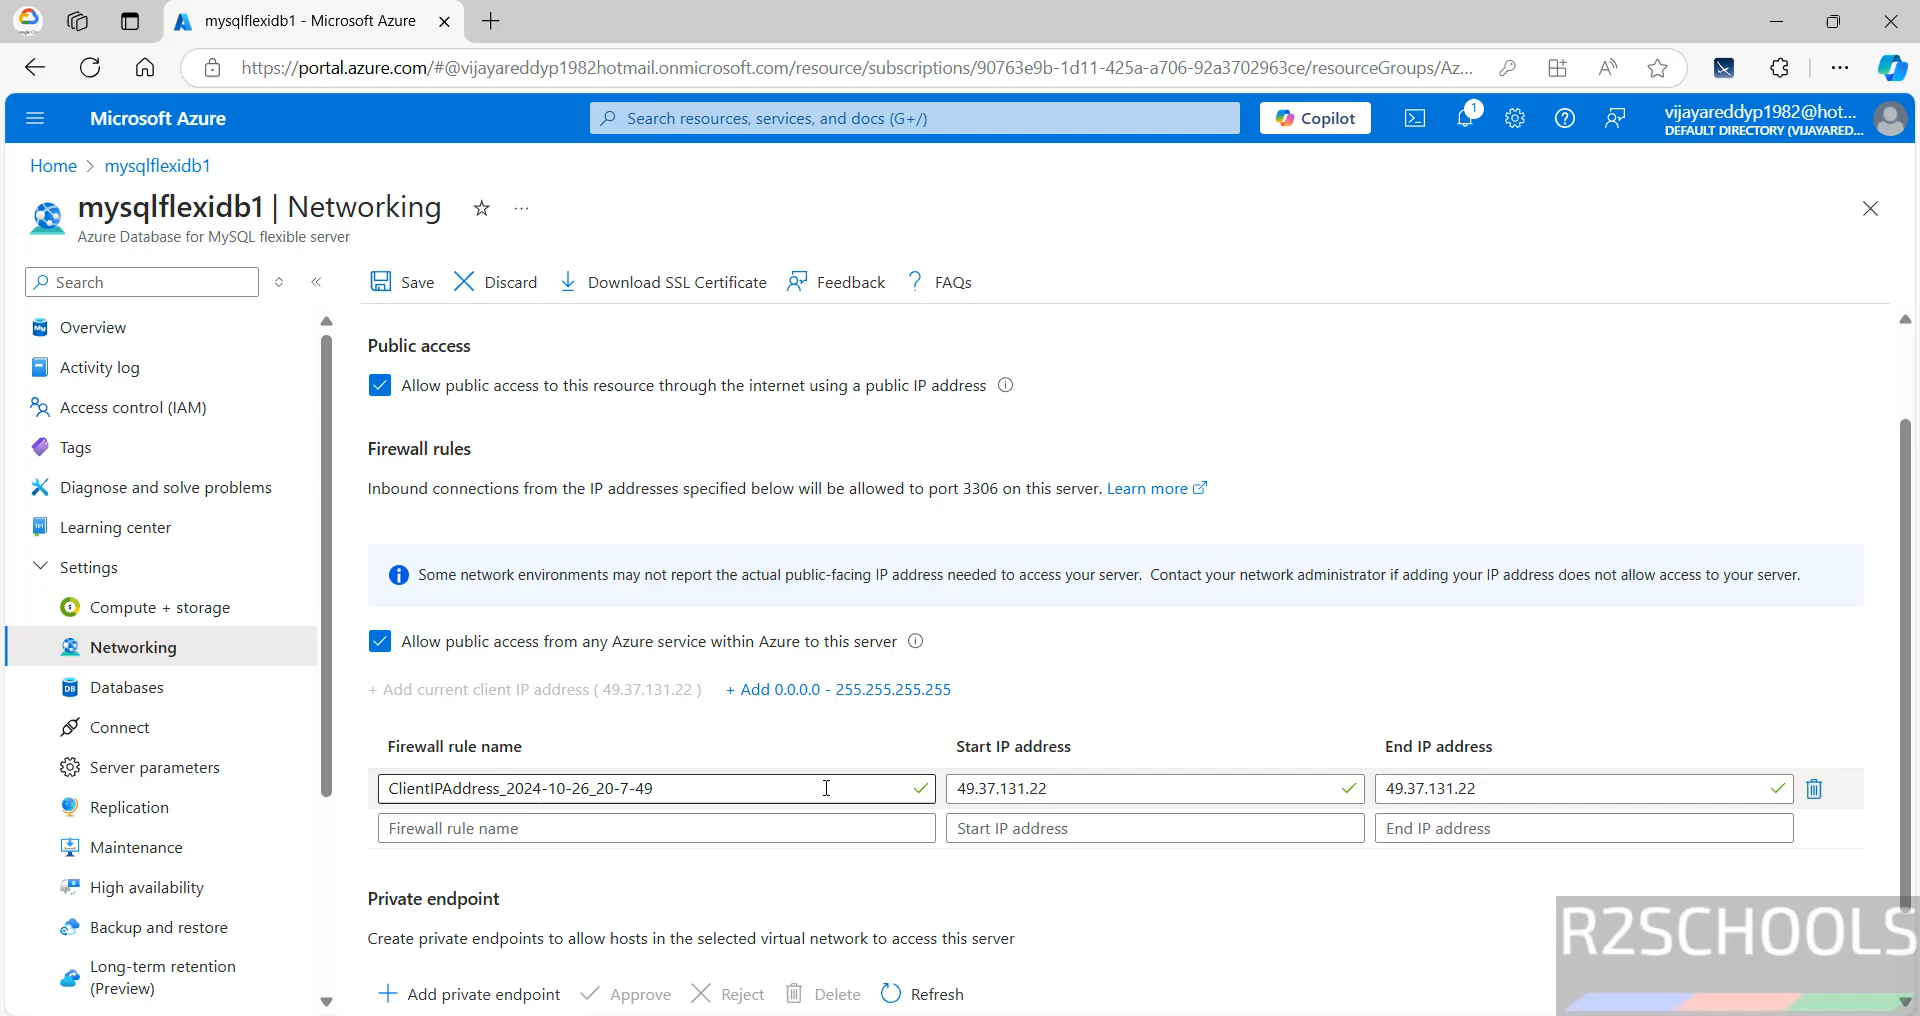 mysqlflexidb1 - Microsoft Azure
https://portal.azure.com/#@vijayareddyp1982hotmail.onmicrosoft.com/resource/subscriptions/90763e9b-1d11-425a-a706-92a3702963ce/resourceGroups/Az...
Microsoft Azure
Search resources, services, and docs (G+/)
Copilot
1
vijayareddyp1982@hot...
DEFAULT DIRECTORY (VIJAYARED...
Home > mysqlflexidb1
mysqlflexidb1 | Networking
Azure Database for MySQL flexible server
Search
Save
Discard
Download SSL Certificate
Feedback
FAQs
Overview
Activity log
Access control (IAM)
Tags
Diagnose and solve problems
Learning center
Settings
Compute + storage
Networking
Databases
Connect
Server parameters
Replication
Maintenance
High availability
Backup and restore
Long-term retention
(Preview)
Public access
Allow public access to this resource through the internet using a public IP address
Firewall rules
Inbound connections from the IP addresses specified below will be allowed to port 3306 on this server. Learn more
Some network environments may not report the actual public-facing IP address needed to access your server. Contact your network administrator if adding your IP address does not allow access to your server.
Allow public access from any Azure service within Azure to this server
+ Add current client IP address ( 49.37.131.22 )
+ Add 0.0.0.0 - 255.255.255.255
Firewall rule name
Start IP address
End IP address
ClientIPAddress_2024-10-26_20-7-49
49.37.131.22
49.37.131.22
Firewall rule name
Start IP address
End IP address
Private endpoint
Create private endpoints to allow hosts in the selected virtual network to access this server
Add private endpoint
Approve
Reject
Delete
Refresh
R2SCHOOLS